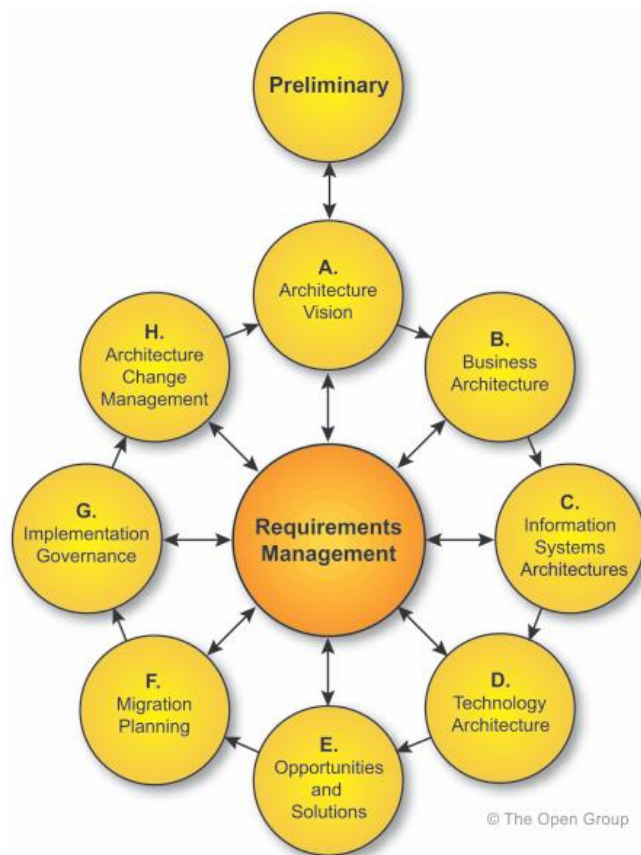 Preliminary
A.
Architecture
Vision
B.
Business
Architecture
C.
Information
Systems
Architectures
D.
Technology
Architecture
E.
Opportunities
and
Solutions
F.
Migration
Planning
G.
Implementation
Governance
H.
Architecture
Change
Management
Requirements
Management
© The Open Group